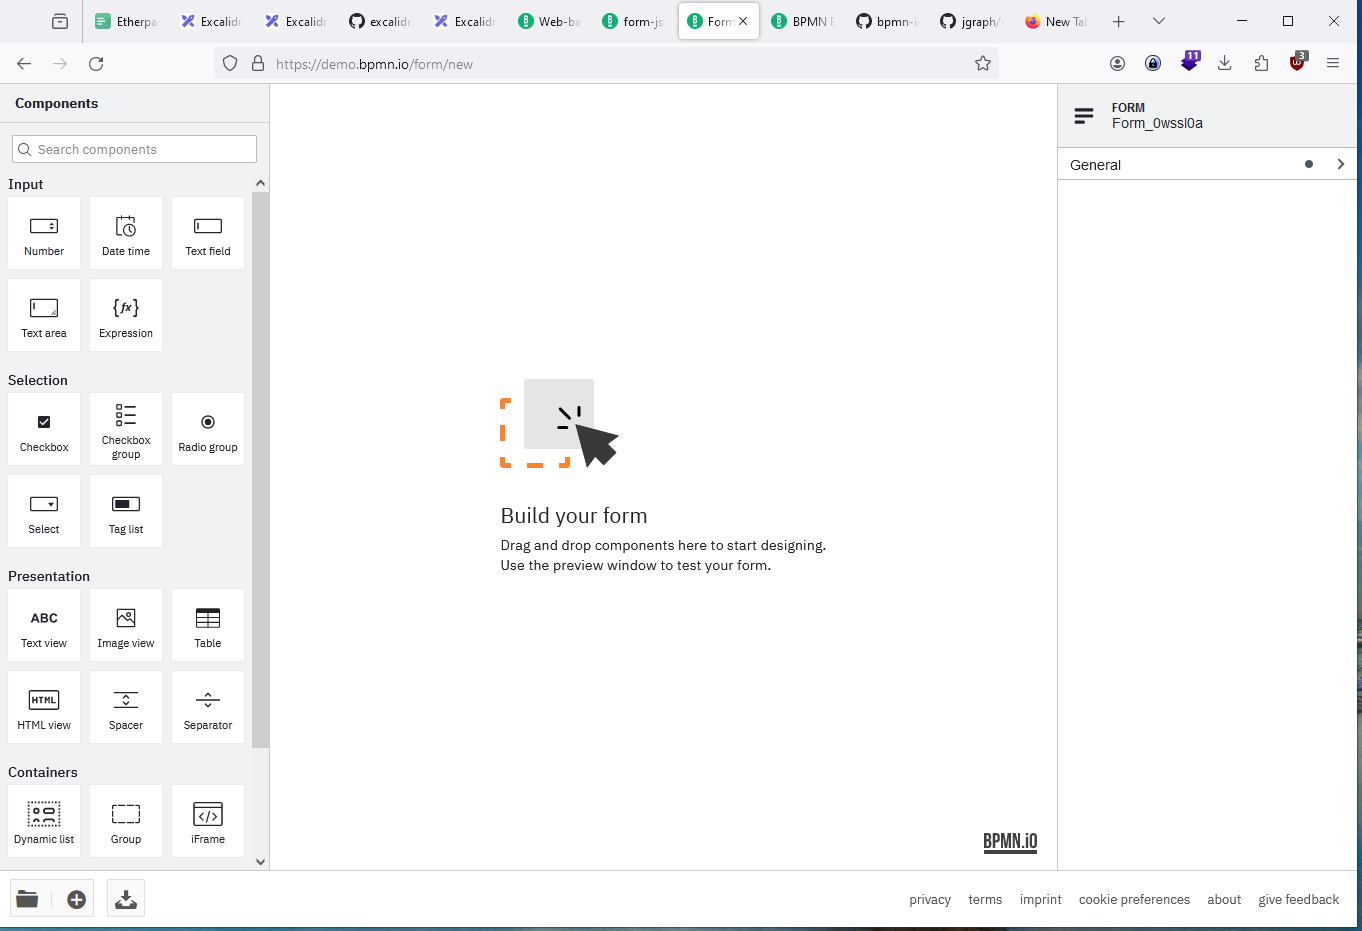 Etherpa
Excalidr
Excalidr
excalidr
Excalidr
Web-ba
form-js
Form
BPMN E
bpmn-i
jgraph/
New Tab
https://demo.bpmn.io/form/new
11
3
Components
Search components
Input
Number
Date time
Text field
Text area
{fx}
Expression
Selection
Checkbox
Checkbox
group
Radio group
Select
Tag list
Presentation
ABC
Text view
Image view
Table
HTML
HTML view
Spacer
Separator
Containers
Dynamic list
Group
</>
iFrame
Build your form
Drag and drop components here to start designing.
Use the preview window to test your form.
BPMN.iO
FORM
Form_0wssl0a
General
privacy
terms
imprint
cookie preferences
about
give feedback